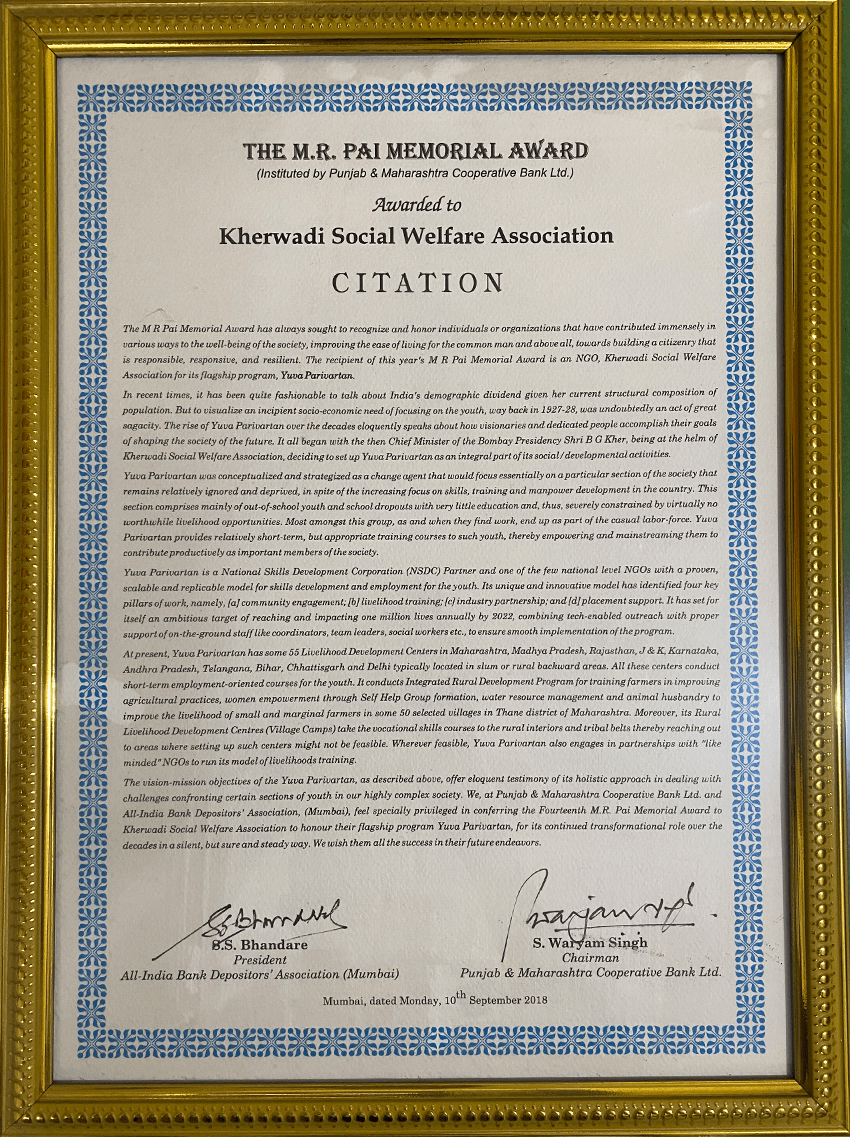 THE M.R. PAI MEMORIAL AWARD
(Instituted by Punjab & Maharashtra Cooperative Bank Ltd.)
Awarded to
Kherwadi Social Welfare Association
CITATION
The M R Pai Memorial Award has always sought to recognize and honor individuals or organizations that have contributed immensely in
various ways to the well-being of the society, improving the ease of living for the common man and above all, towards building a citizenry that
is responsible, responsive, and resilient. The recipient of this year's M R Pai Memorial Award is an NGO, Kherwadi Social Welfare
Association for its flagship program, Yuva Parivartan.
In recent times, it has been quite fashionable to talk about India's demographic dividend given her current structural composition of
population. But to visualize an incipient socio-economic need of focusing on the youth, way back in 1927-28, was undoubtedly an act of great
sagacity. The rise of Yuva Parivartan over the decades eloquently speaks about how visionaries and dedicated people accomplish their goals
of shaping the society of the future. It all began with the then Chief Minister of the Bombay Presidency Shri B G Kher, being at the helm of
Kherwadi Social Welfare Association, deciding to set up Yuva Parivartan as an integral part of its social / developmental activities.
Yuva Parivartan was conceptualized and strategized as a change agent that would focus essentially on a particular section of the society that
remains relatively ignored and deprived, in spite of the increasing focus on skills, training and manpower development in the country. This
section comprises mainly of out-of-school youth and school dropouts with very little education and, thus, severely constrained by virtually no
worthwhile livelihood opportunities. Most amongst this group, as and when they find work, end up as part of the casual labor-force. Yuva
Parivartan provides relatively short-term, but appropriate training courses to such youth, thereby empowering and mainstreaming them to
contribute productively as important members of the society.
Yuva Parivartan is a National Skills Development Corporation (NSDC) Partner and one of the few national level NGOs with a proven,
scalable and replicable model for skills development and employment for the youth. Its unique and innovative model has identified four key
pillars of work, namely, [a] community engagement; [b] livelihood training; [c] industry partnership; and [d] placement support. It has set for
itself an ambitious target of reaching and impacting one million lives annually by 2022, combining tech-enabled outreach with proper
support of on-the-ground staff like coordinators, team leaders, social workers etc., to ensure smooth implementation of the program.
At present, Yuva Parivartan has some 55 Livelihood Development Centers in Maharashtra, Madhya Pradesh, Rajasthan, J & K, Karnataka,
Andhra Pradesh, Telangana, Bihar, Chhattisgarh and Delhi typically located in slum or rural backward areas. All these centers conduct
short-term employment-oriented courses for the youth. It conducts Integrated Rural Development Program for training farmers in improving
agricultural practices, women empowerment through Self Help Group formation, water resource management and animal husbandry to
improve the livelihood of small and marginal farmers in some 50 selected villages in Thane district of Maharashtra. Moreover, its Rural
Livelihood Development Centres (Village Camps) take the vocational skills courses to the rural interiors and tribal belts thereby reaching out
to areas where setting up such centers might not be feasible. Wherever feasible, Yuva Parivartan also engages in partnerships with "like
minded" NGOs to run its model of livelihoods training.
The vision-mission objectives of the Yuva Parivartan, as described above, offer eloquent testimony of its holistic approach in dealing with
challenges confronting certain sections of youth in our highly complex society. We, at Punjab & Maharashtra Cooperative Bank Ltd. and
All-India Bank Depositors' Association, (Mumbai), feel specially privileged in conferring the Fourteenth M.R. Pai Memorial Award to
Kherwadi Social Welfare Association to honour their flagship program Yuva Parivartan, for its continued transformational role over the
decades in a silent, but sure and steady way. We wish them all the success in their future endeavors.
S.S. Bhandare
President
All-India Bank Depositors' Association (Mumbai)
S. Waryam Singh
Chairman
Punjab & Maharashtra Cooperative Bank Ltd.
Mumbai, dated Monday, 10th September 2018